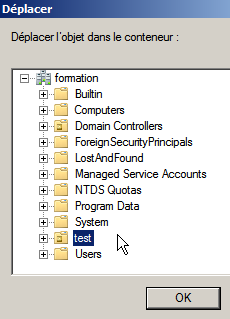 Déplacer
Déplacer l'objet dans le conteneur :
formation
Builtin
Computers
Domain Controllers
ForeignSecurityPrincipals
LostAndFound
Managed Service Accounts
NTDS Quotas
Program Data
System
test
Users
OK